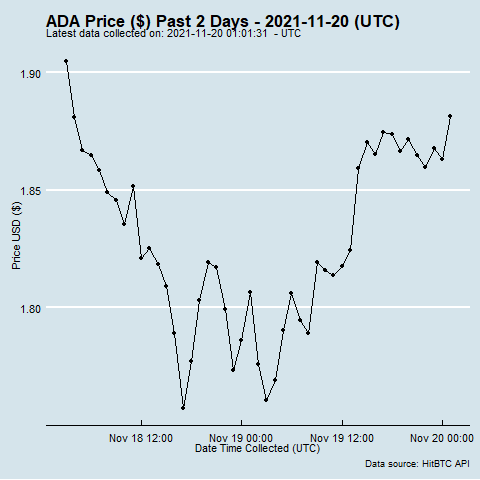 ADA Price ($) Past 2 Days - 2021-11-20 (UTC)
Latest data collected on: 2021-11-20 01:01:31  - UTC
1.90
1.85
1.80
Price USD ($)
Nov 18 12:00
Nov 19 00:00
Nov 19 12:00
Nov 20 00:00
Date Time Collected (UTC)
Data source: HitBTC API